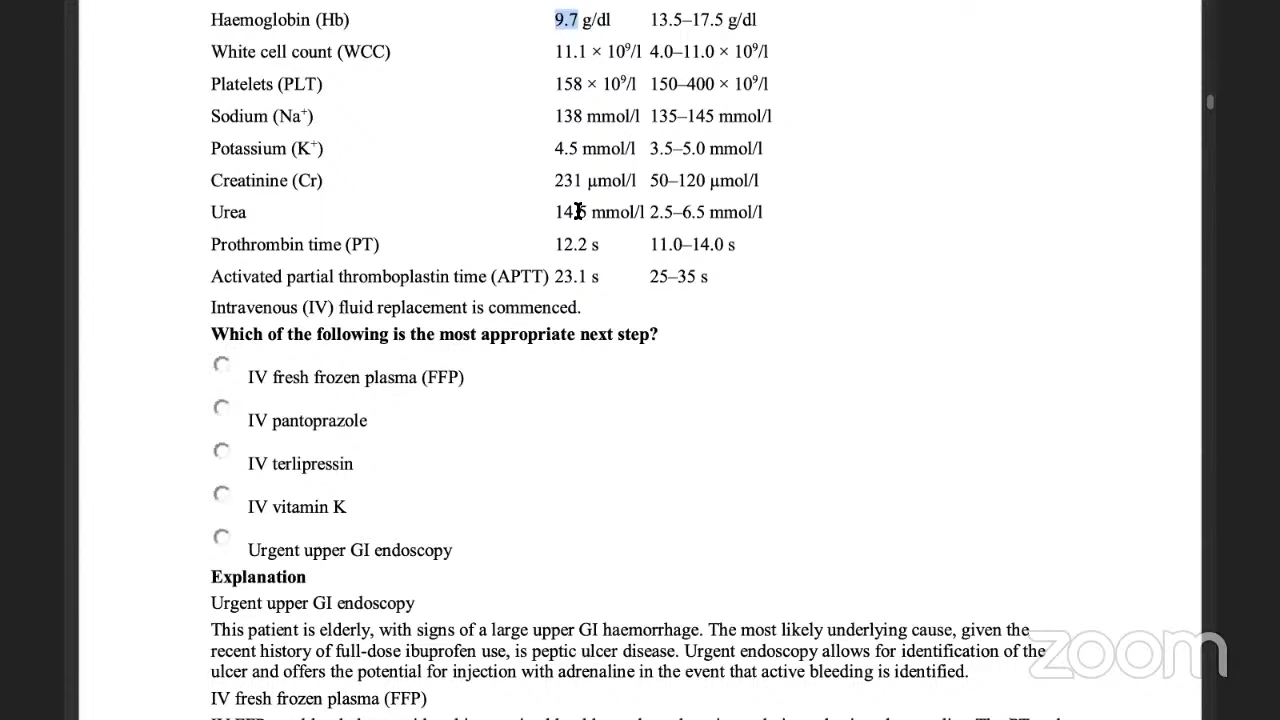 Haemoglobin (Hb) 9.7 g/dl 13.5–17.5 g/dl
White cell count (WCC) 11.1 × 10⁹/l 4.0–11.0 × 10⁹/l
Platelets (PLT) 158 × 10⁹/l 150–400 × 10⁹/l
Sodium (Na⁺) 138 mmol/l 135–145 mmol/l
Potassium (K⁺) 4.5 mmol/l 3.5–5.0 mmol/l
Creatinine (Cr) 231 µmol/l 50–120 µmol/l
Urea mmol/l 2.5–6.5 mmol/l
Prothrombin time (PT) 12.2 s 11.0–14.0 s
Activated partial thromboplastin time (APTT) 23.1 s 25–35 s
Intravenous (IV) fluid replacement is commenced.
Which of the following is the most appropriate next step?
IV fresh frozen plasma (FFP)
IV pantoprazole
IV terlipressin
IV vitamin K
Urgent upper GI endoscopy
Explanation
Urgent upper GI endoscopy
This patient is elderly, with signs of a large upper GI haemorrhage. The most likely underlying cause, given the
recent history of full-dose ibuprofen use, is peptic ulcer disease. Urgent endoscopy allows for identification of the
ulcer and offers the potential for injection with adrenaline in the event that active bleeding is identified.
zoom
IV fresh frozen plasma (FFP)